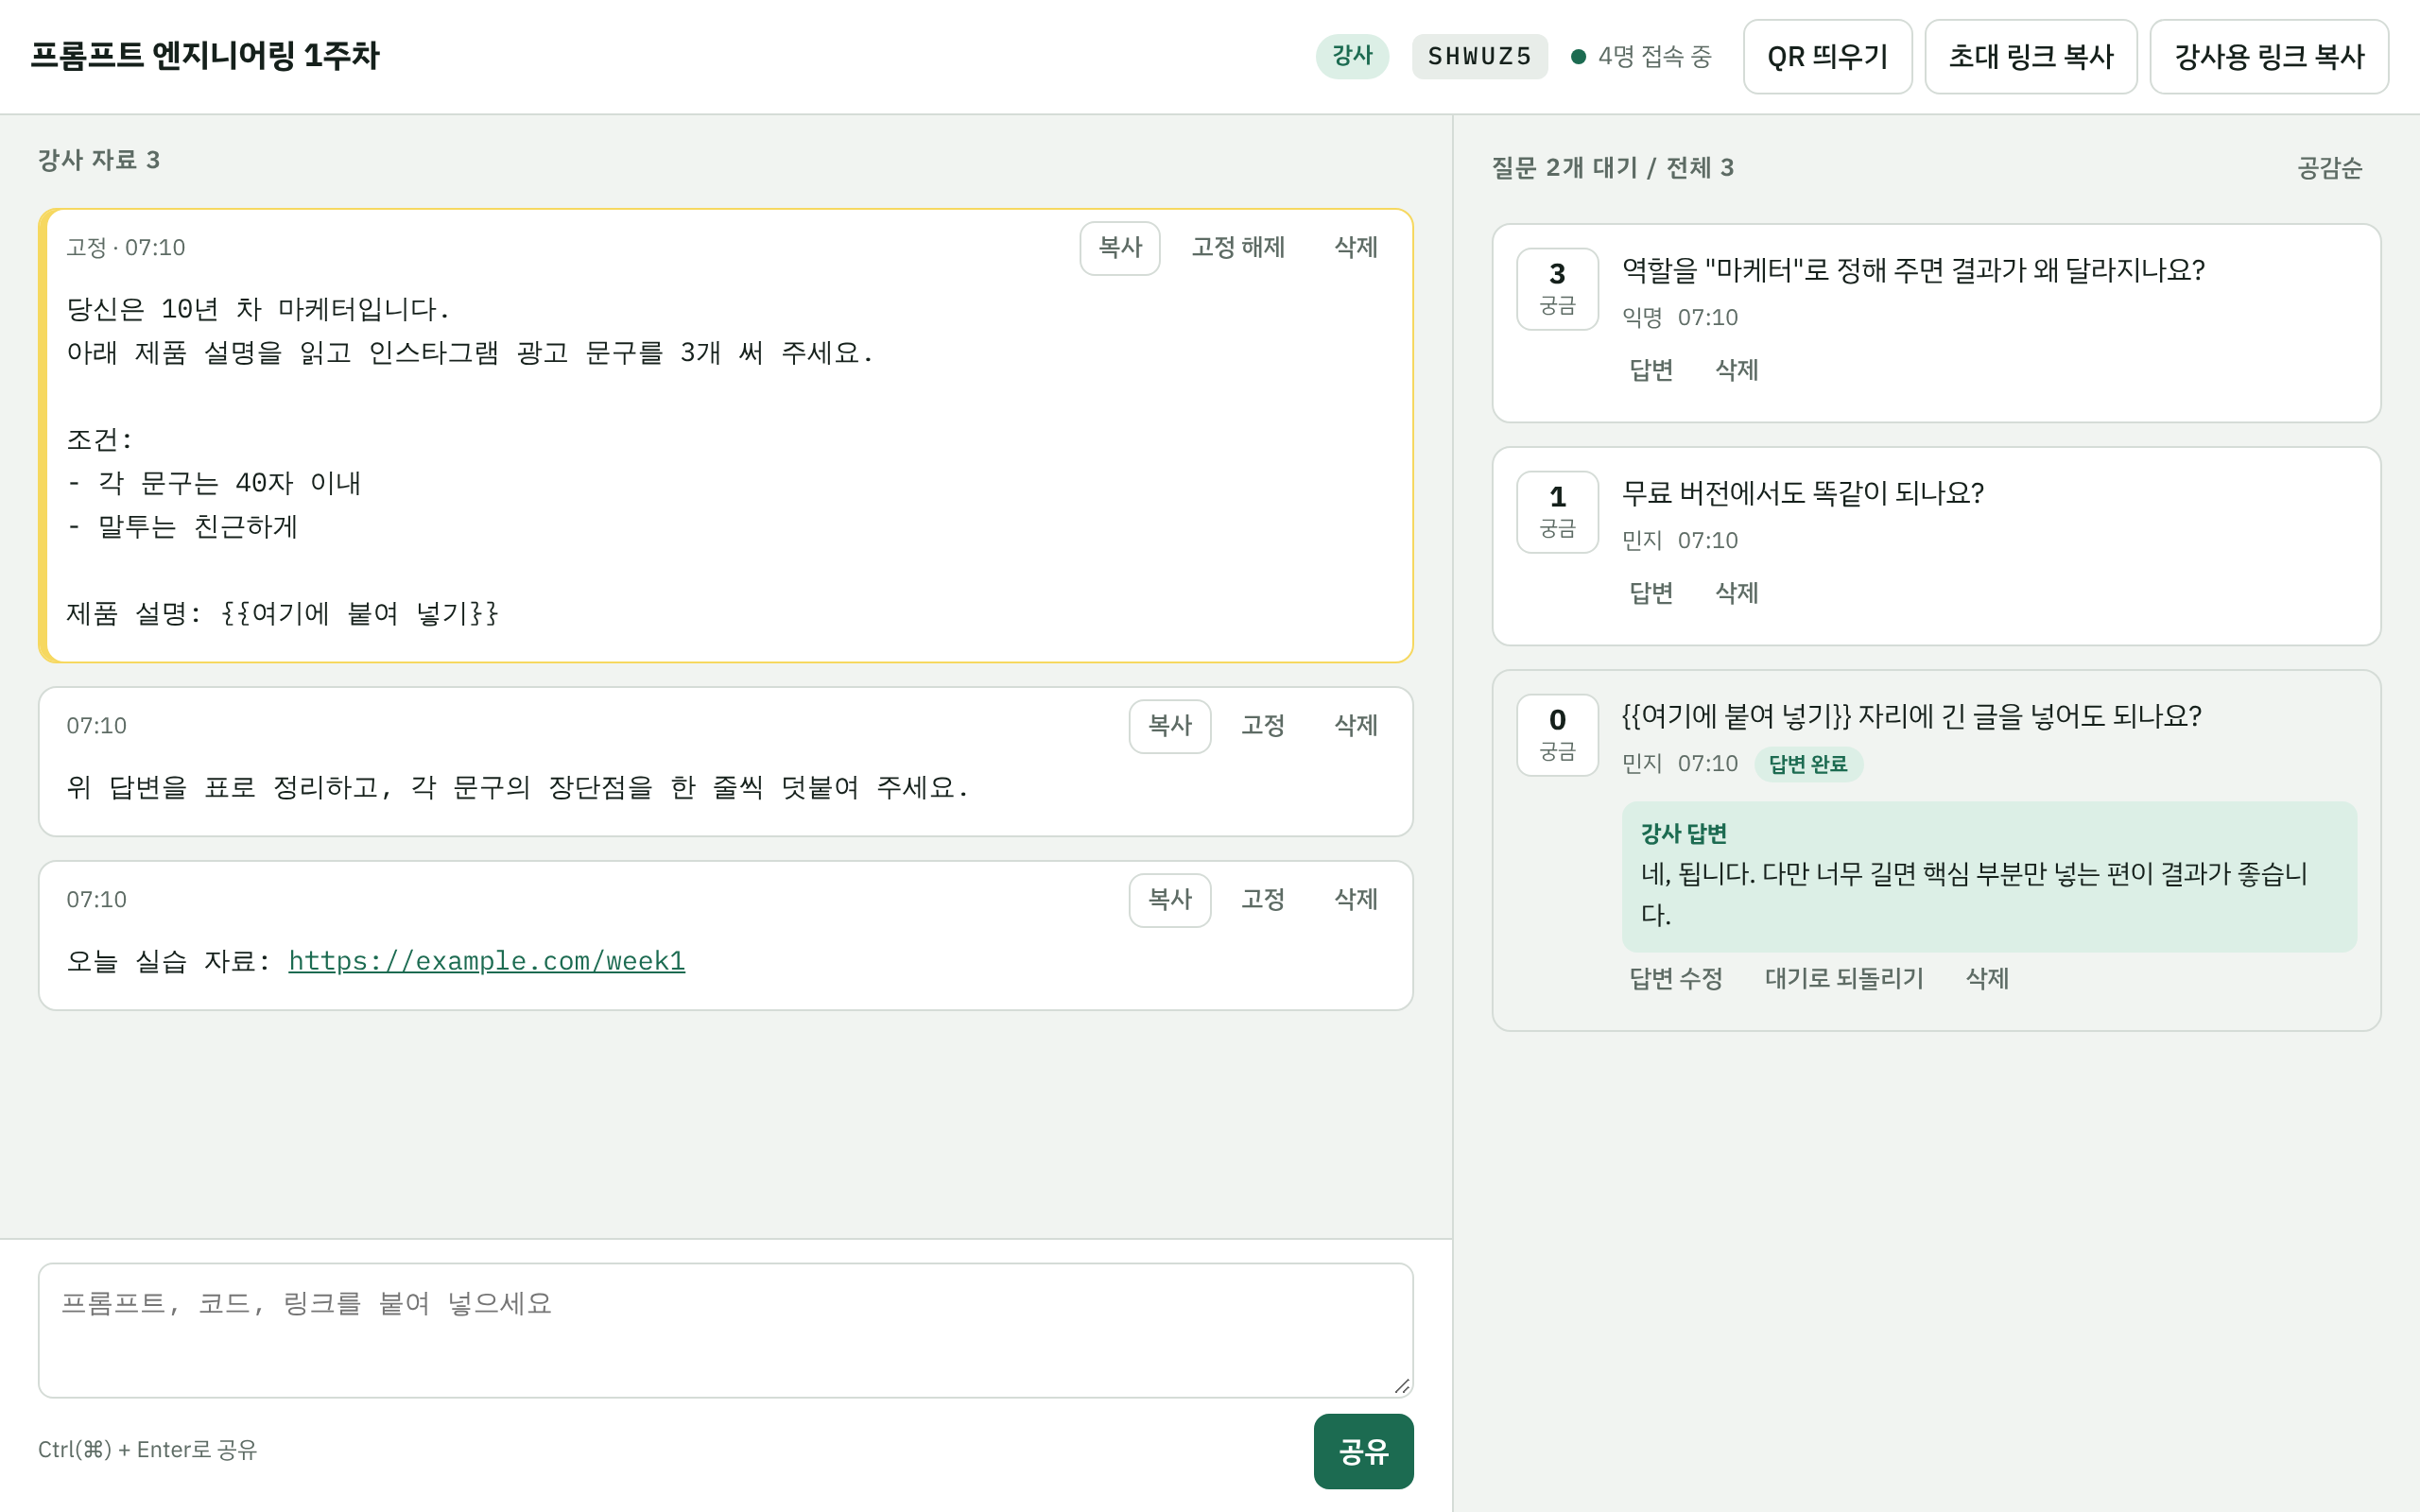 프롬프트 엔지니어링 1주차
강사
SHWUZ5
4명 접속 중
QR 띄우기
초대 링크 복사
강사용 링크 복사
강사 자료 3
고정 · 07:10
복사
고정 해제
삭제
당신은 10년 차 마케터입니다.
아래 제품 설명을 읽고 인스타그램 광고 문구를 3개 써 주세요.
조건:
- 각 문구는 40자 이내
- 말투는 친근하게
제품 설명: {{여기에 붙여 넣기}}
07:10
복사
고정
삭제
위 답변을 표로 정리하고, 각 문구의 장단점을 한 줄씩 덧붙여 주세요.
07:10
복사
고정
삭제
오늘 실습 자료: https://example.com/week1
프롬프트, 코드, 링크를 붙여 넣으세요
Ctrl(⌘) + Enter로 공유
공유
질문 2개 대기 / 전체 3
공감순
3
궁금
역할을 "마케터"로 정해 주면 결과가 왜 달라지나요?
익명 07:10
답변
삭제
1
궁금
무료 버전에서도 똑같이 되나요?
민지 07:10
답변
삭제
0
궁금
{{여기에 붙여 넣기}} 자리에 긴 글을 넣어도 되나요?
민지 07:10 답변 완료
강사 답변
네, 됩니다. 다만 너무 길면 핵심 부분만 넣는 편이 결과가 좋습니
다.
답변 수정
대기로 되돌리기
삭제